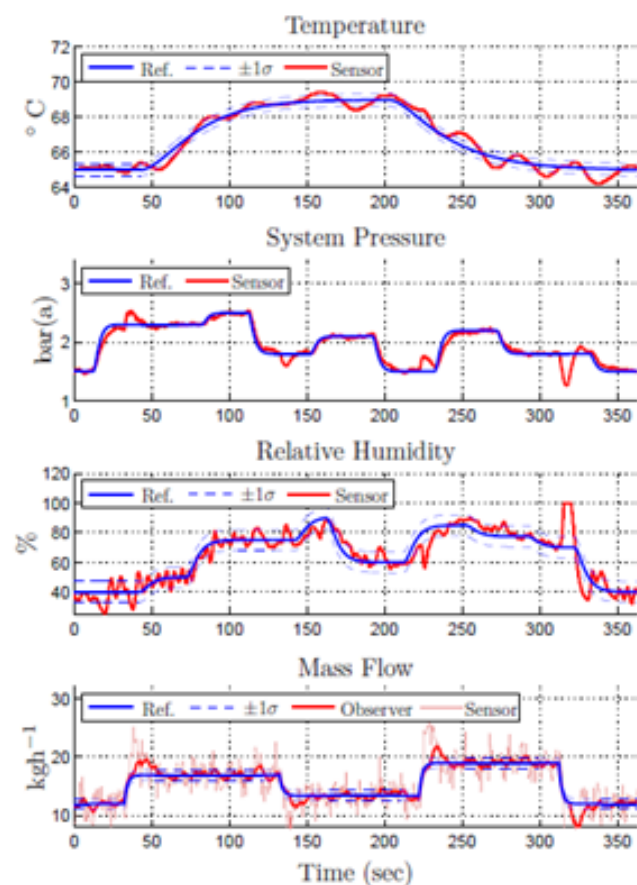 Temperature
72
Ref. ±1σ Sensor
70
68
66
64
° C
0 50 100 150 200 250 300 350
System Pressure
3
Ref. Sensor
2
1
bar(a)
0 50 100 150 200 250 300 350
Relative Humidity
120
Ref. ±1σ Sensor
100
80
60
40
%
0 50 100 150 200 250 300 350
Mass Flow
30
Ref. ±1σ Observer Sensor
20
10
kgh−1
0 50 100 150 200 250 300 350
Time (sec)